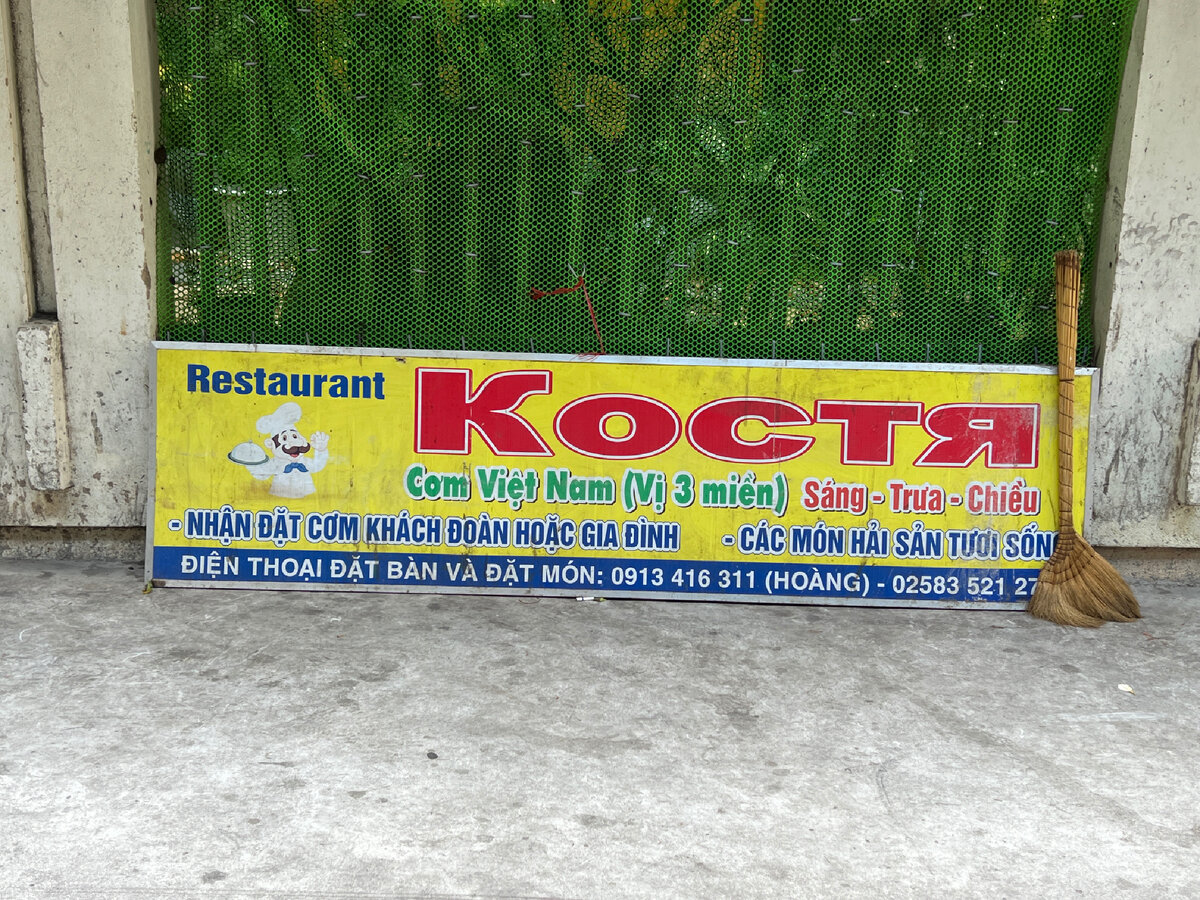 Restaurant
Костя
Cơm Việt Nam (Vị 3 miền) Sáng - Trưa - Chiều
- NHẬN ĐẶT CƠM KHÁCH ĐOÀN HOẶC GIA ĐÌNH - CÁC MÓN HẢI SẢN TƯƠI SỐNG
ĐIỆN THOẠI ĐẶT BÀN VÀ ĐẶT MÓN: 0913 416 311 (HOÀNG) - 02583 521 27